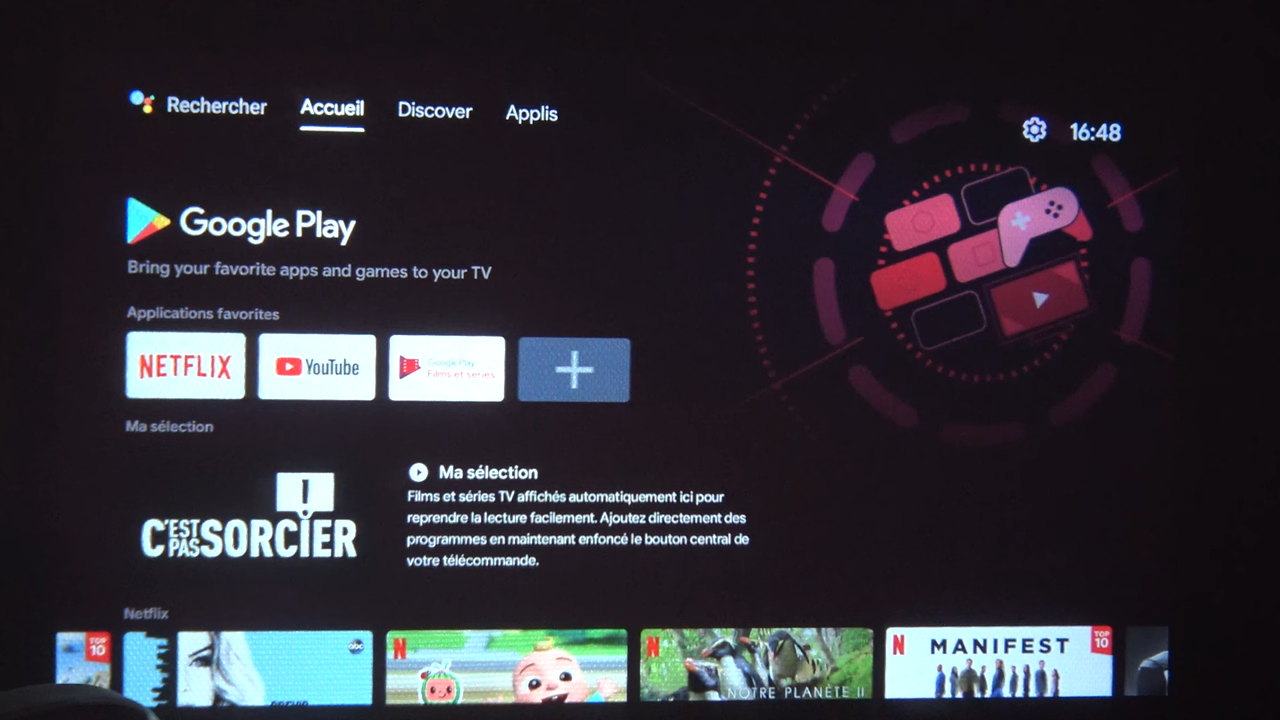 Rechercher Accueil Discover Applis
16:48
Google Play
Bring your favorite apps and games to your TV
Applications favorites
NETFLIX YouTube Google Play
Films et séries
Ma sélection
C'EST PAS SORCIER !
Ma sélection
Films et séries TV affichés automatiquement ici pour
reprendre la lecture facilement. Ajoutez directement des
programmes en maintenant enfoncé le bouton central de
votre télécommande.
Netflix
TOP
10
abc
N
N
NOTRE PLANÈTE II
N
MANIFEST
TOP
10